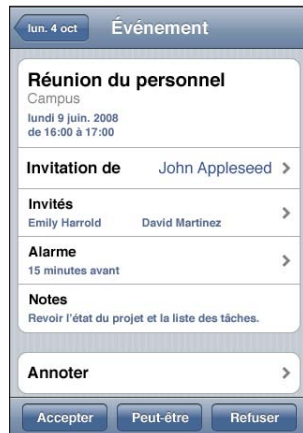 lun. 4 oct Événement
Réunion du personnel
Campus
lundi 9 juin. 2008
de 16:00 à 17:00
Invitation de John Appleseed
Invités
Emily Harrold David Martinez
Alarme
15 minutes avant
Notes
Revoir l'état du projet et la liste des tâches.
Annoter
Accepter Peut-être Refuser